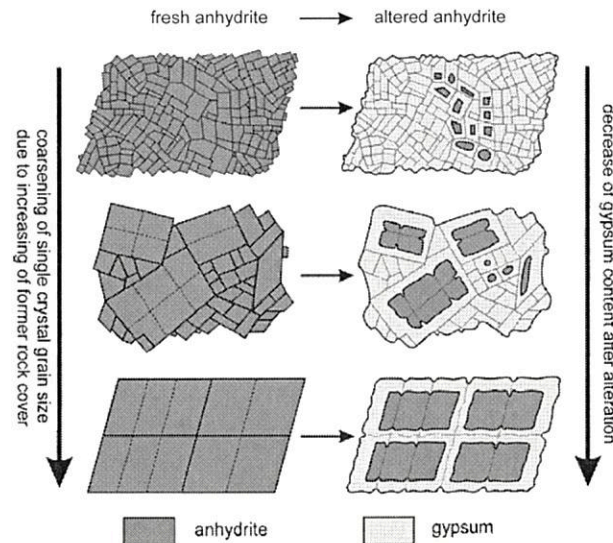 fresh anhydrite
altered anhydrite
coarsening of single crystal grain size
due to increasing of former rock cover
decrease of gypsum content after alteration
anhydrite
gypsum